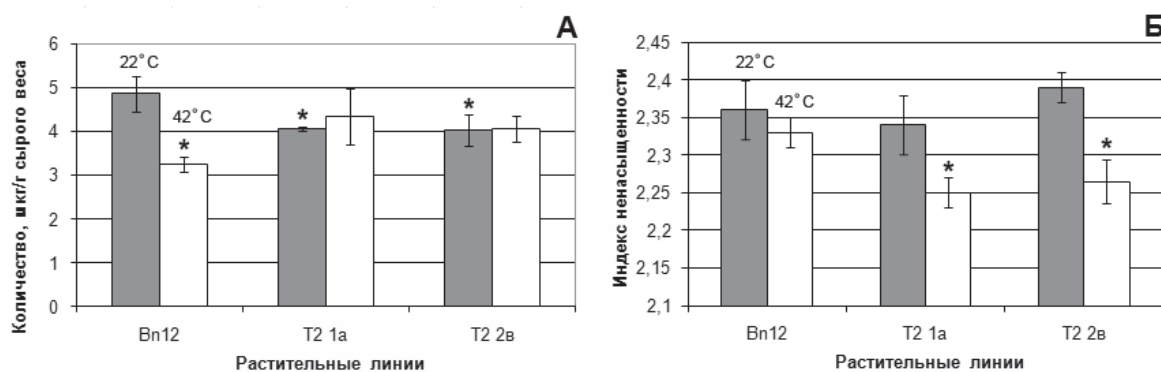 А
Количество, мкг/г сырого веса
6
5
4
3
2
1
0
22°C
42°C
*
*
*
Bn12
T2 1a
T2 2в
Растительные линии
Б
Индекс ненасыщенности
2,45
2,4
2,35
2,3
2,25
2,2
2,15
2,1
22°C
42°C
*
*
Bn12
T2 1a
T2 2в
Растительные линии